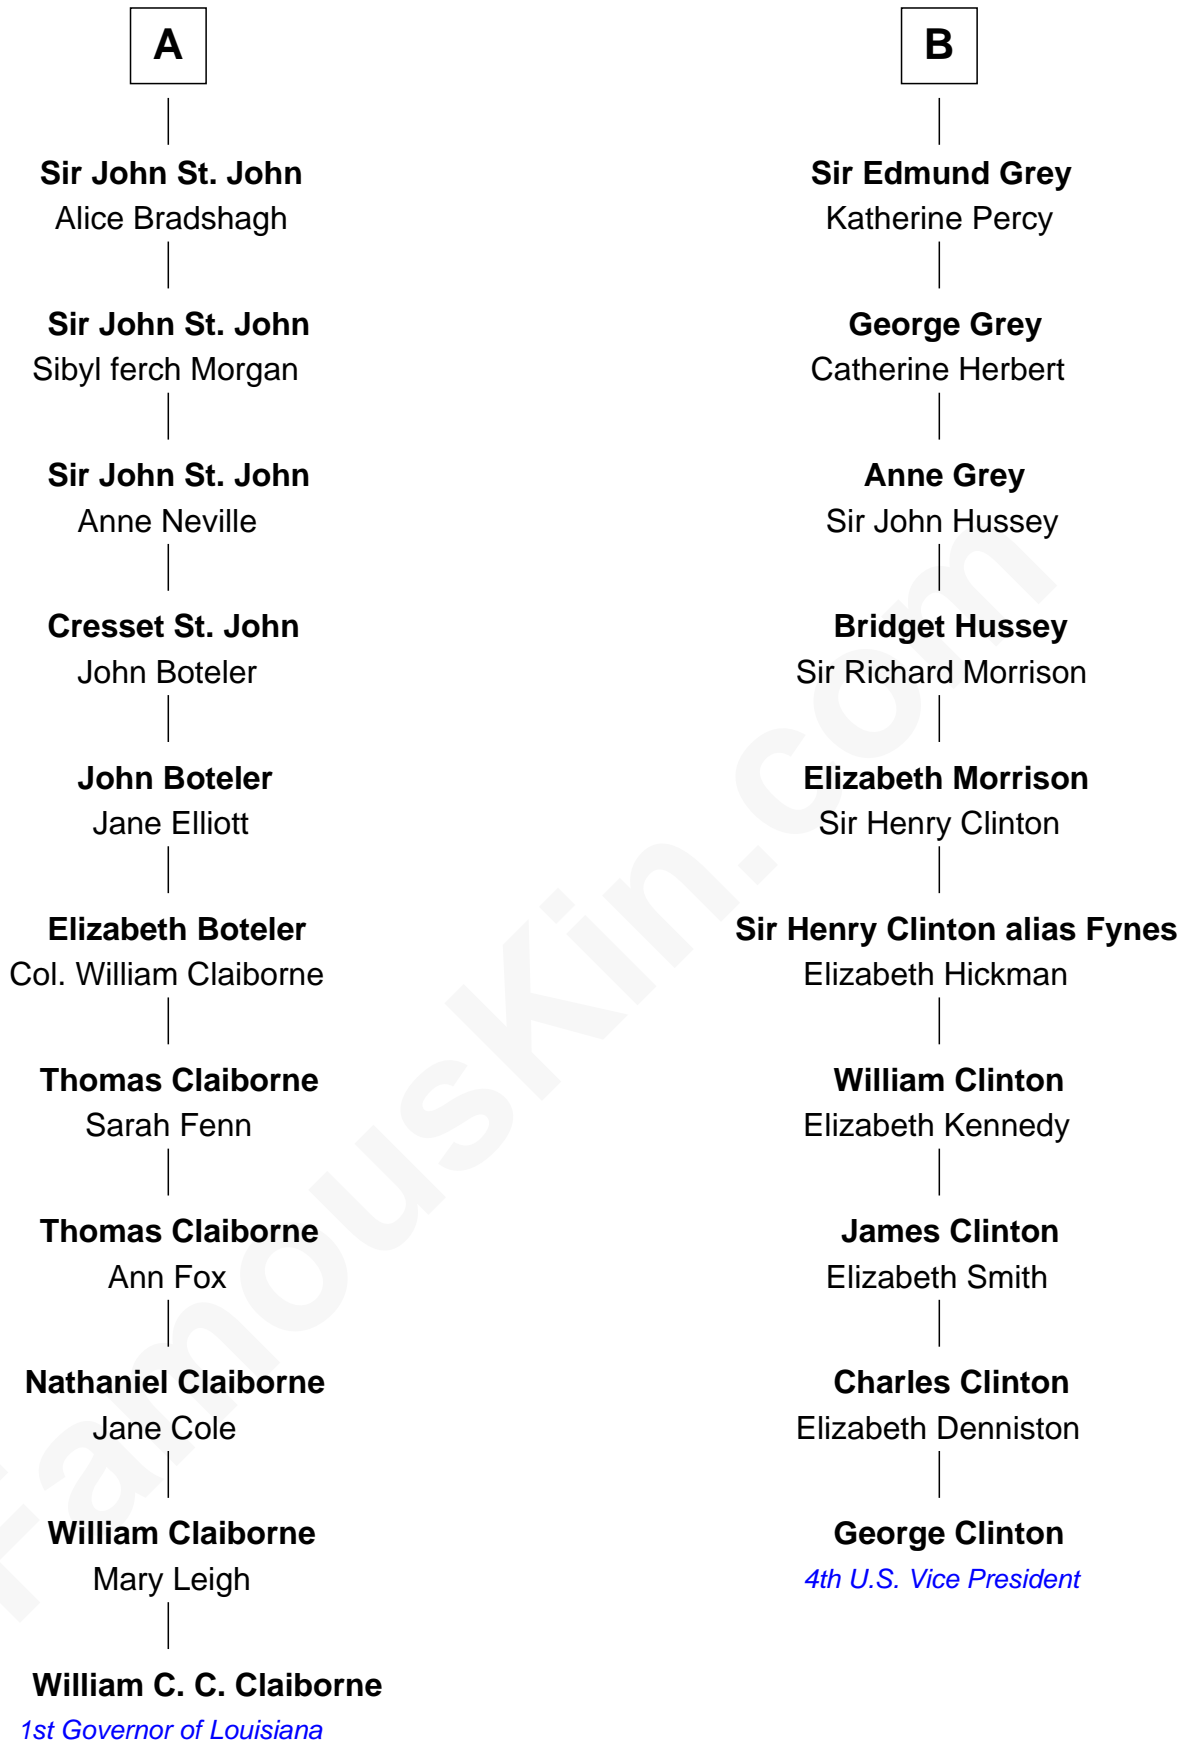 A
Sir John St. John
Alice Bradshagh
Sir John St. John
Sibyl ferch Morgan
Sir John St. John
Anne Neville
Cresset St. John
John Boteler
John Boteler
Jane Elliott
Elizabeth Boteler
Col. William Claiborne
Thomas Claiborne
Sarah Fenn
Thomas Claiborne
Ann Fox
Nathaniel Claiborne
Jane Cole
William Claiborne
Mary Leigh
William C. C. Claiborne
1st Governor of Louisiana
B
Sir Edmund Grey
Katherine Percy
George Grey
Catherine Herbert
Anne Grey
Sir John Hussey
Bridget Hussey
Sir Richard Morrison
Elizabeth Morrison
Sir Henry Clinton
Sir Henry Clinton alias Fynes
Elizabeth Hickman
William Clinton
Elizabeth Kennedy
James Clinton
Elizabeth Smith
Charles Clinton
Elizabeth Denniston
George Clinton
4th U.S. Vice President
FamousKin.com